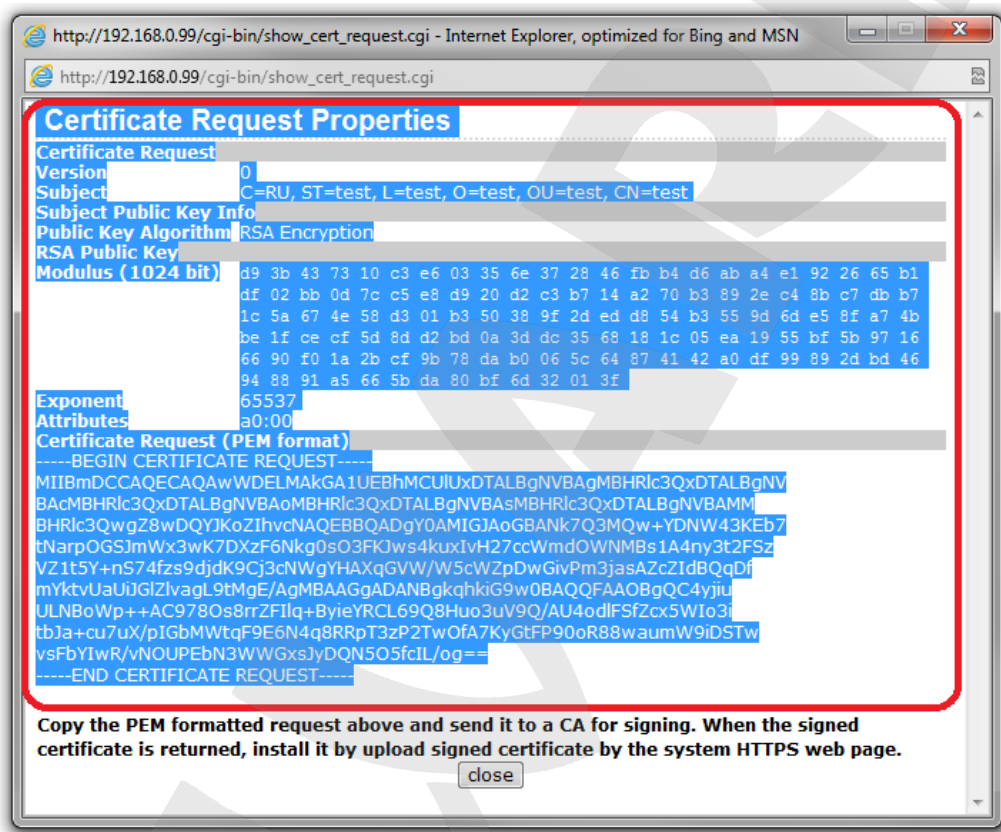 http://192.168.0.99/cgi-bin/show_cert_request.cgi - Internet Explorer, optimized for Bing and MSN
http://192.168.0.99/cgi-bin/show_cert_request.cgi
Certificate Request Properties
Certificate Request
Version 0
Subject C=RU, ST=test, L=test, O=test, OU=test, CN=test
Subject Public Key Info
Public Key Algorithm RSA Encryption
RSA Public Key
Modulus (1024 bit) d9 3b 43 73 10 c3 e6 03 35 6e 37 28 46 fb b4 d6 ab a4 e1 92 26 65 b1
df 02 bb 0d 7c c5 e8 d9 20 d2 c3 b7 14 a2 70 b3 89 2e c4 8b c7 db b7
1c 5a 67 4e 58 d3 01 b3 50 38 9f 2d ed d8 54 b3 55 9d 6d e5 8f a7 4b
be 1f ce cf 5d 8d d2 bd 0a 3d dc 35 68 18 1c 05 ea 19 55 bf 5b 97 16
66 90 f0 1a 2b cf 9b 78 da b0 06 5c 64 87 41 42 a0 df 99 89 2d bd 46
94 88 91 a5 66 5b da 80 bf 6d 32 01 3f
Exponent 65537
Attributes a0:00
Certificate Request (PEM format)
-----BEGIN CERTIFICATE REQUEST-----
MIIBmDCCAQECAQAwWDELMAkGA1UEBhMCUlUxDTALBgNVBAgMBHRlc3QxDTALBgNV
BAcMBHRlc3QxDTALBgNVBAoMBHRlc3QxDTALBgNVBAsMBHRlc3QxDTALBgNVBAMM
BHRlc3QwgZ8wDQYJKoZIhvcNAQEBBQADgY0AMIGJAoGBANk7Q3MQw+YDNW43KEb7
tNarpOGSJmWx3wK7DXzF6Nkg0sO3FKJws4kuxIvH27ccWmdOWNMBs1A4ny3t2FSz
VZ1t5Y+nS74fzs9djdK9Cj3cNWgYHAXqGVW/W5cWZpDwGivPm3jasAZcZIdBQqDf
mYktvUaUiJGlZlvagL9tMgE/AgMBAAGgADANBgkqhkiG9w0BAQQFAAOBgQC4yjiu
ULNBoWp++AC978Os8rrZFIlq+ByieYRCL69Q8Huo3uV9Q/AU4odlFSfZcx5WIo3i
tbJa+cu7uX/pIGbMWtqF9E6N4q8RRpT3zP2TwOfA7KyGtFP90oR88waumW9iDSTw
vsFbYIwR/vNOUPEbN3WWGxsJyDQN5O5fcIL/og==
-----END CERTIFICATE REQUEST-----
Copy the PEM formatted request above and send it to a CA for signing. When the signed
certificate is returned, install it by upload signed certificate by the system HTTPS web page.
close